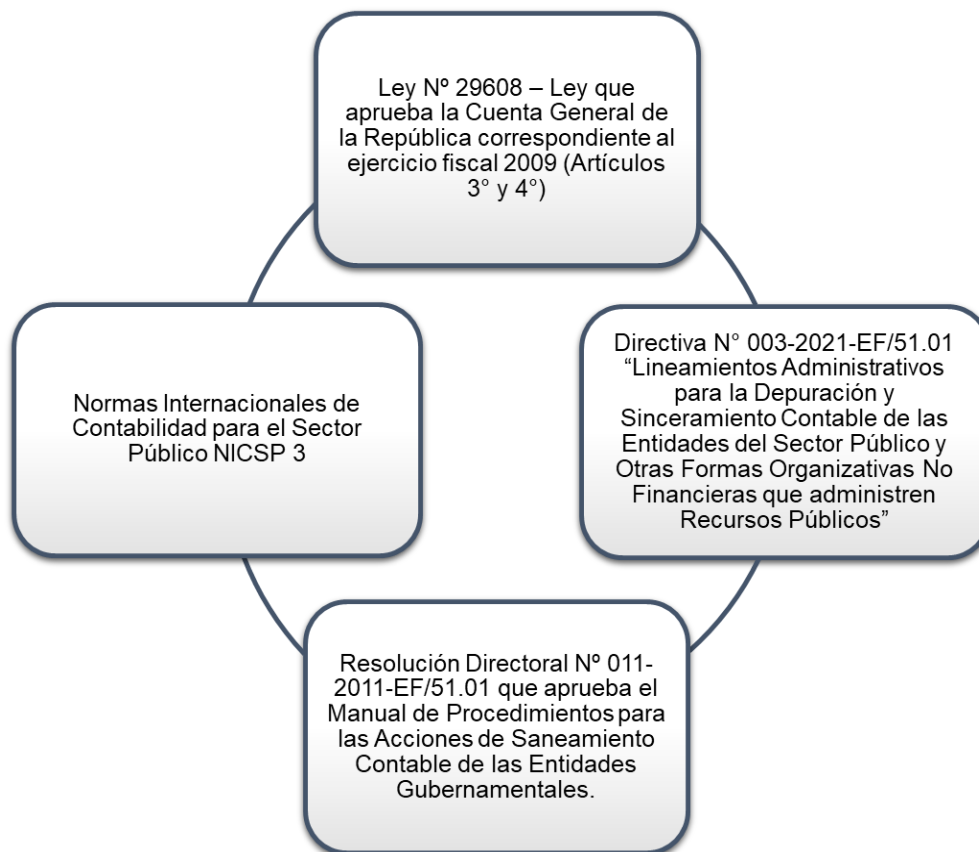 Ley Nº 29608 – Ley que
aprueba la Cuenta General de
la República correspondiente al
ejercicio fiscal 2009 (Artículos
3° y 4°)
Directiva N° 003-2021-EF/51.01
“Lineamientos Administrativos
para la Depuración y
Sinceramiento Contable de las
Entidades del Sector Público y
Otras Formas Organizativas No
Financieras que administren
Recursos Públicos”
Resolución Directoral Nº 011-
2011-EF/51.01 que aprueba el
Manual de Procedimientos para
las Acciones de Saneamiento
Contable de las Entidades
Gubernamentales.
Normas Internacionales de
Contabilidad para el Sector
Público NICSP 3